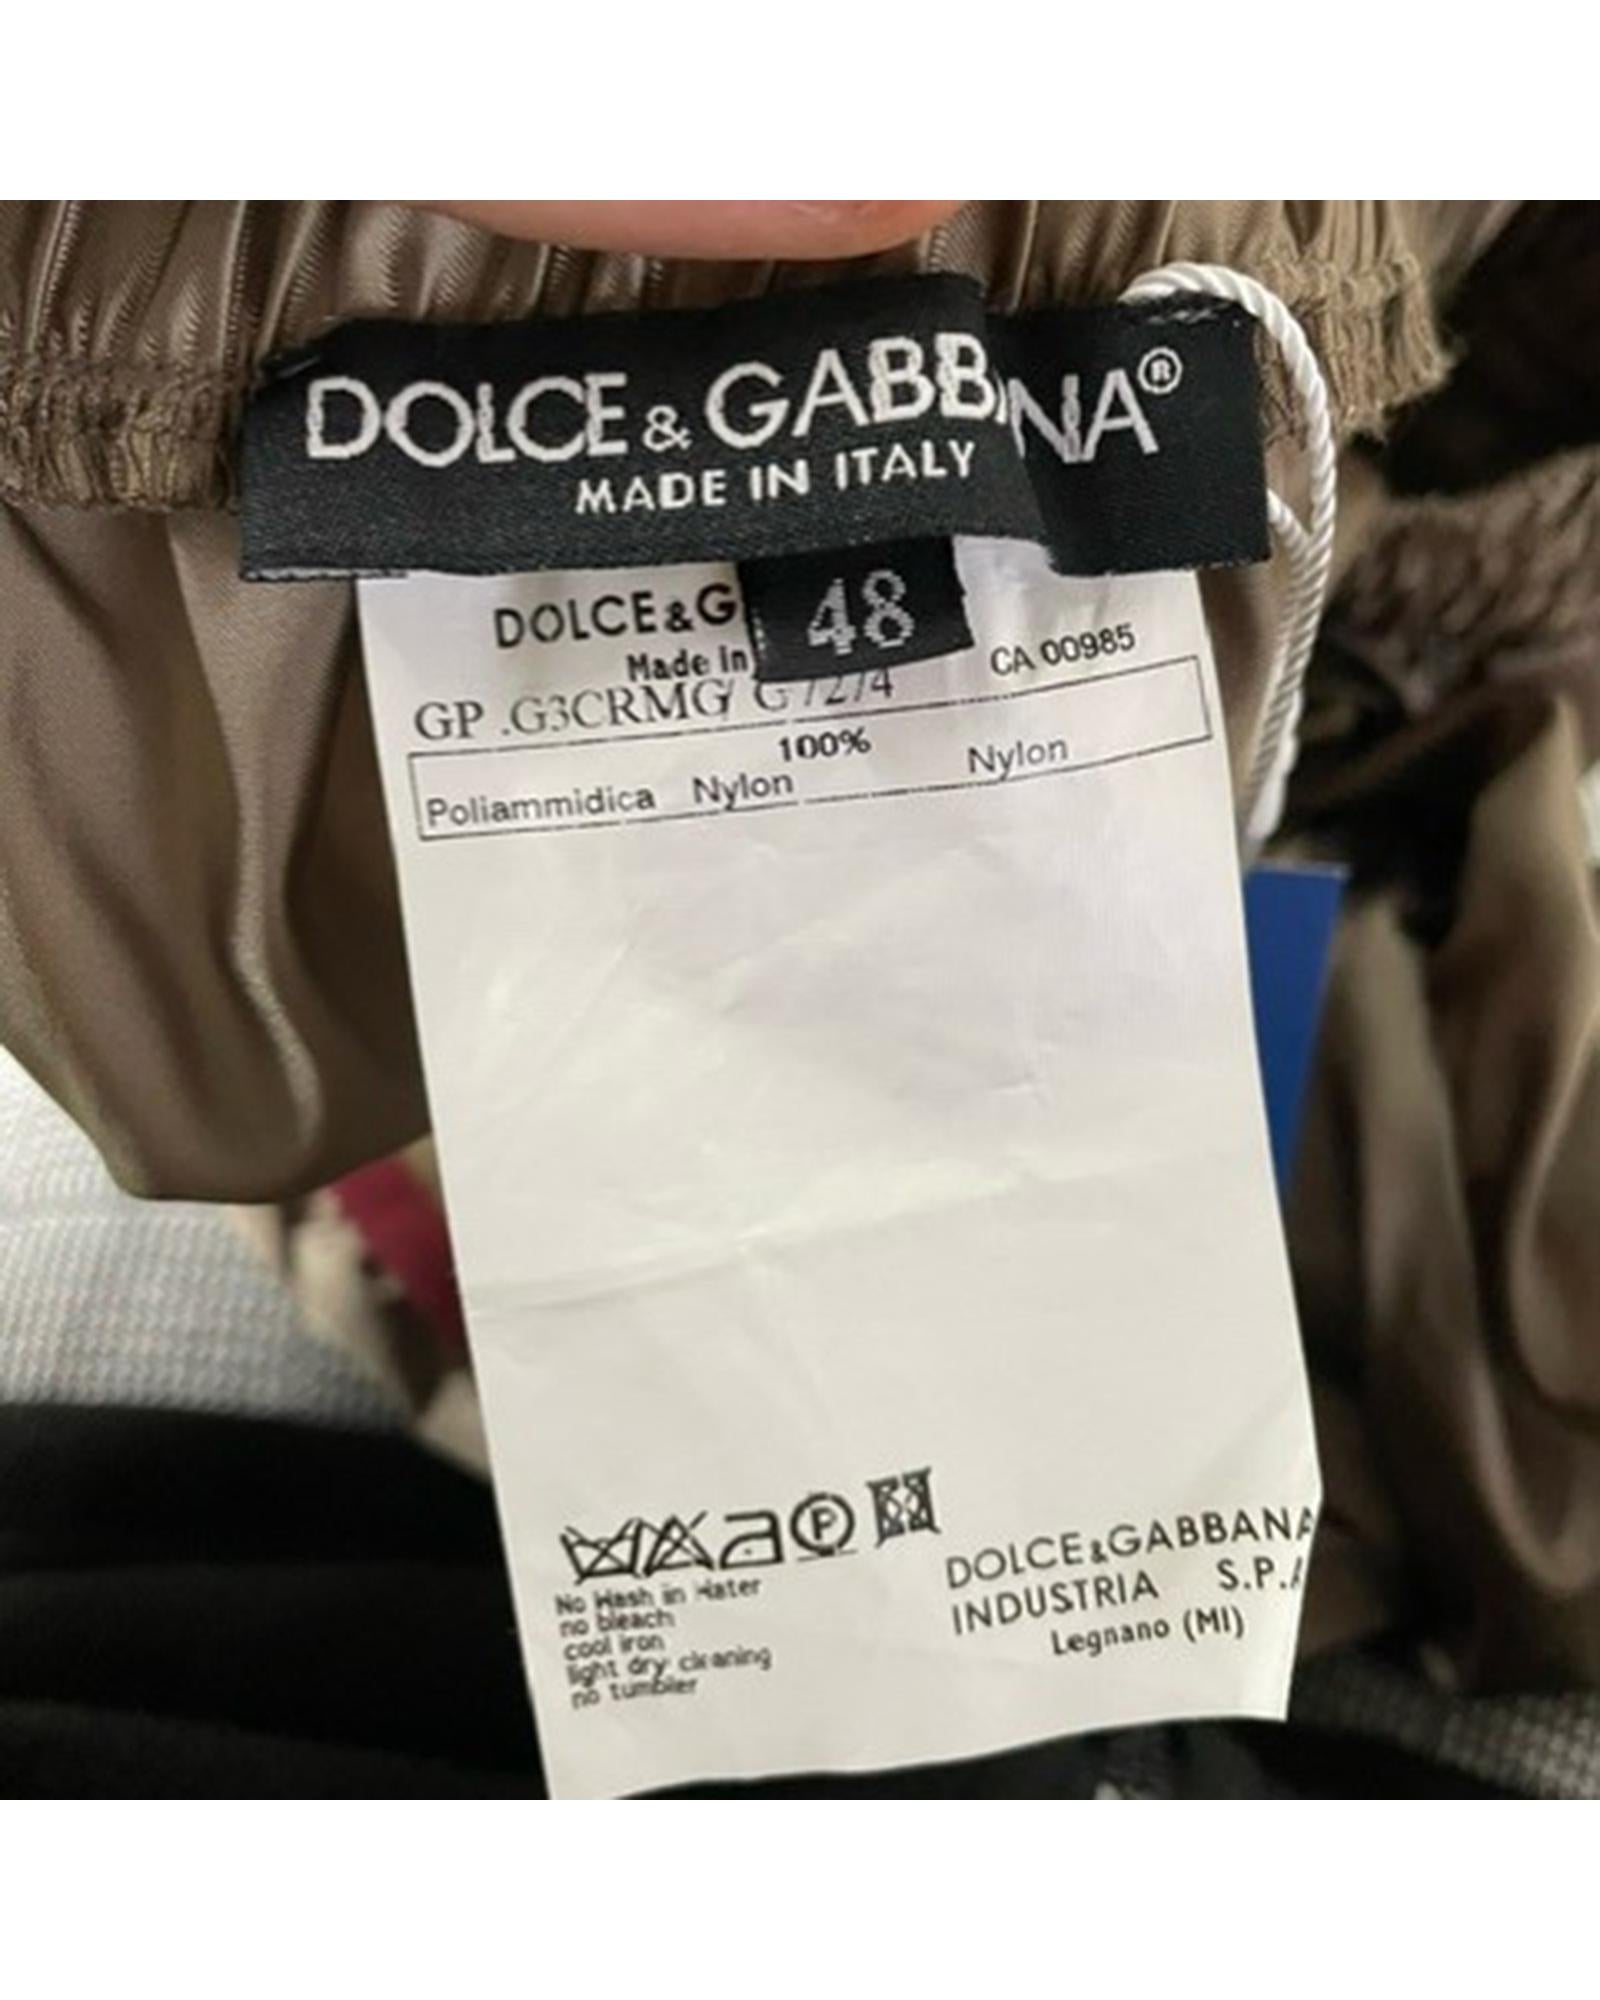 DOLCE & GABBANA®
MADE IN ITALY
48
DOLCE&G
Made in
CA 00985
GP .G3CRMG G7274
100%
Poliammidica Nylon Nylon
P
No Wash in Water
no bleach
cool iron
light dry cleaning
no tumbler
DOLCE&GABBANA
INDUSTRIA S.P.A
Legnano (MI)